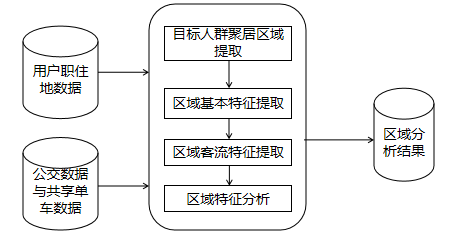 用户职住
地数据
公交数据
与共享单
车数据
目标人群聚居区域
提取
区域基本特征提取
区域客流特征提取
区域特征分析
区域分
析结果